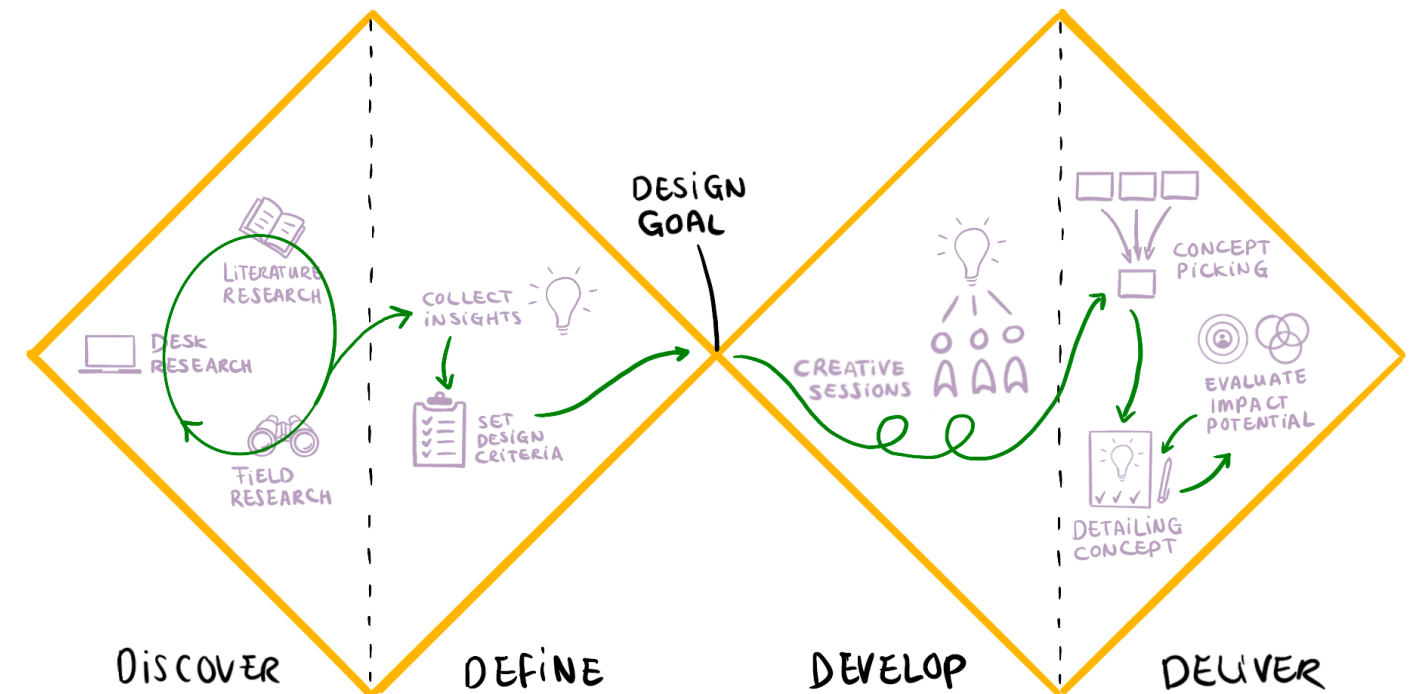 DESIGN
GOAL
LITERATURE
RESEARCH
DESK
RESEARCH
FIELD
RESEARCH
COLLECT
INSIGHTS
SET
DESIGN
CRITERIA
CREATIVE
SESSIONS
CONCEPT
PICKING
EVALUATE
IMPACT
POTENTIAL
DETAILING
CONCEPT
DISCOVER
DEFINE
DEVELOP
DELIVER